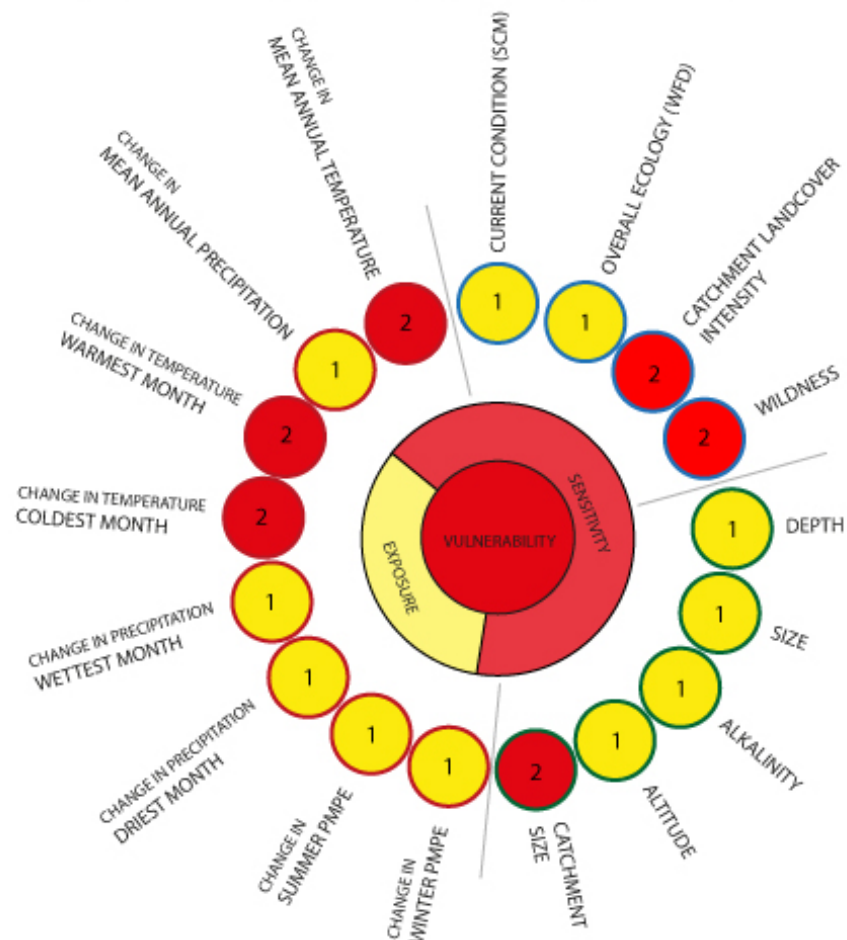 CHANGE IN
MEAN ANNUAL TEMPERATURE
2
CURRENT CONDITION (SCM)
1
OVERALL ECOLOGY (WFD)
1
CATCHMENT LANDCOVER
INTENSITY
2
WILDNESS
2
DEPTH
1
SIZE
1
ALKALINITY
1
ALTITUDE
1
CATCHMENT
SIZE
2
CHANGE IN
WINTER PMPE
1
CHANGE IN
SUMMER PMPE
1
CHANGE IN PRECIPITATION
DRIEST MONTH
1
CHANGE IN PRECIPITATION
WETTEST MONTH
1
CHANGE IN TEMPERATURE
COLDEST MONTH
2
CHANGE IN TEMPERATURE
WARMEST MONTH
2
CHANGE IN
MEAN ANNUAL PRECIPITATION
1
SENSITIVITY
EXPOSURE
VULNERABILITY